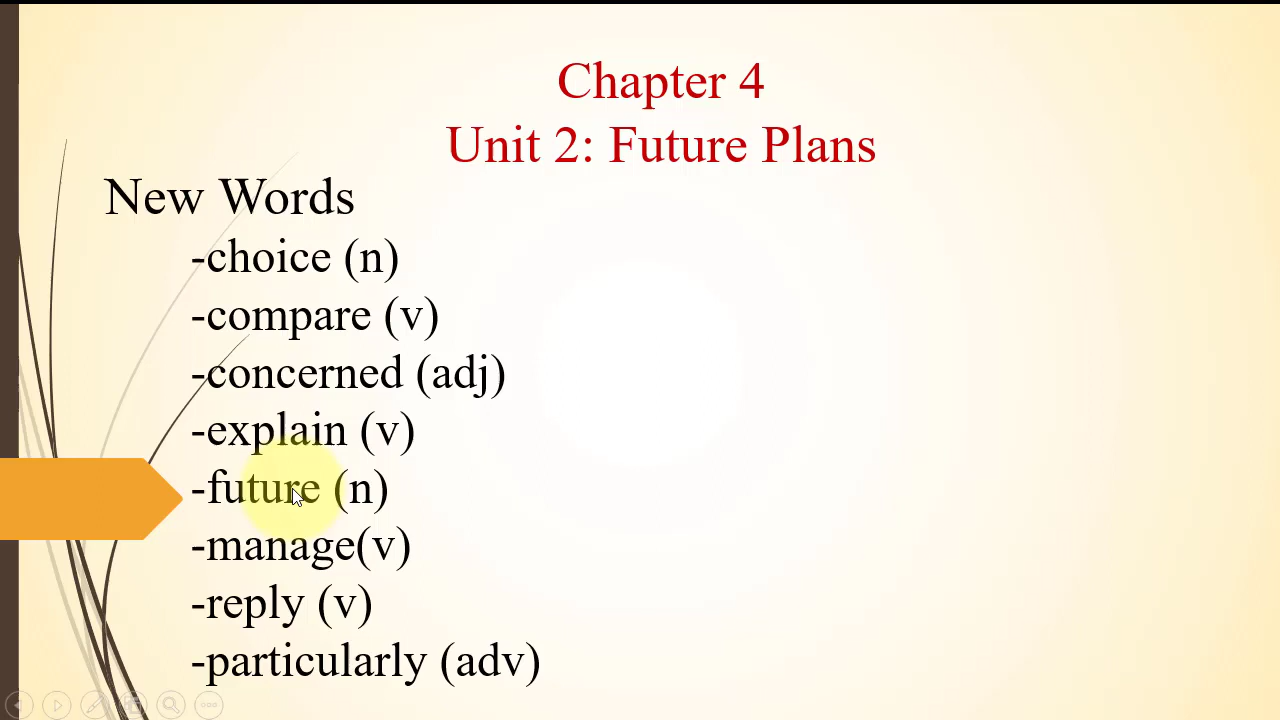 Chapter 4
Unit 2: Future Plans
New Words
-choice (n)
-compare (v)
-concerned (adj)
-explain (v)
-future (n)
-manage(v)
-reply (v)
-particularly (adv)